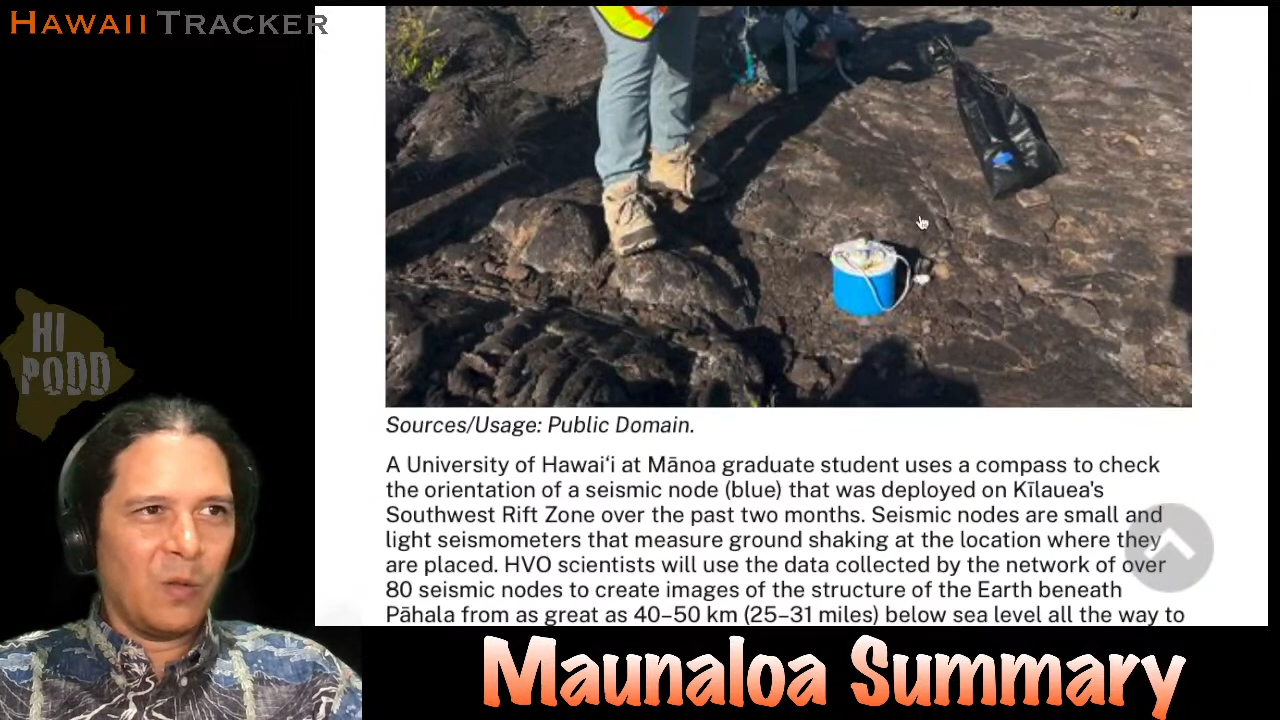 HAWAII TRACKER
HI
PODD
Sources/Usage: Public Domain.
A University of Hawaiʻi at Mānoa graduate student uses a compass to check
the orientation of a seismic node (blue) that was deployed on Kīlauea's
Southwest Rift Zone over the past two months. Seismic nodes are small and
light seismometers that measure ground shaking at the location where they
are placed. HVO scientists will use the data collected by the network of over
80 seismic nodes to create images of the structure of the Earth beneath
Pāhala from as great as 40–50 km (25–31 miles) below sea level all the way to
Maunaloa Summary